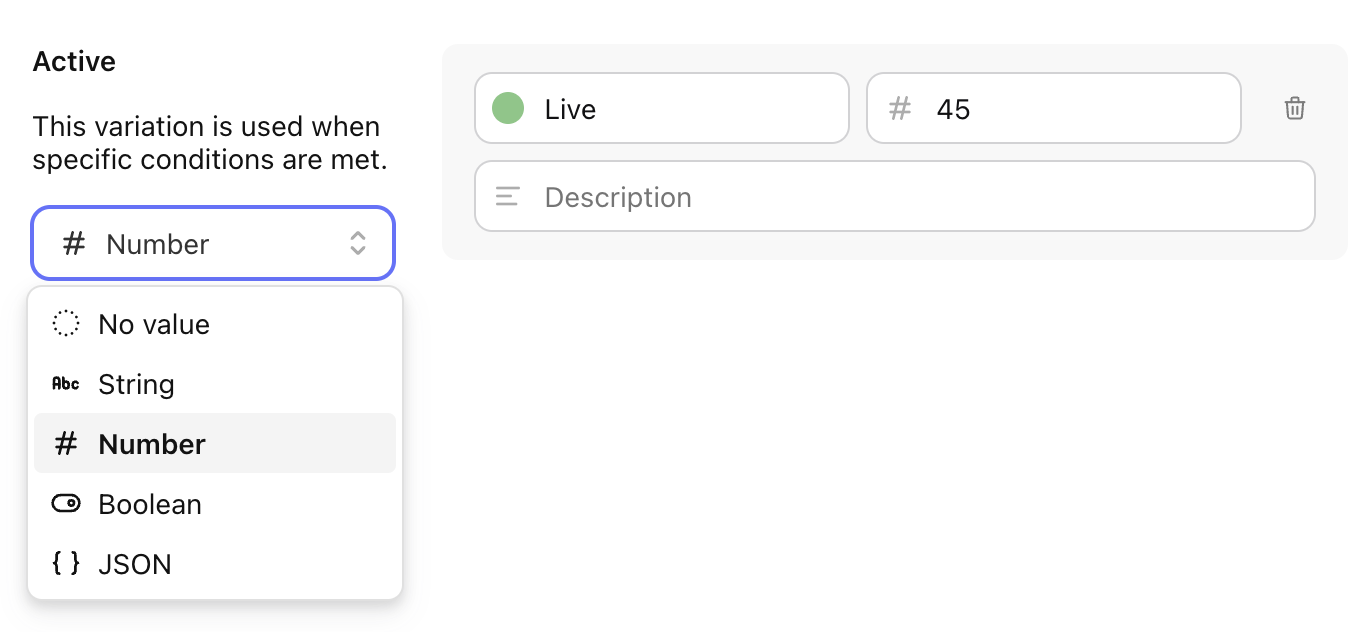 Active
This variation is used when
specific conditions are met.
# Number
No value
Abc String
# Number
Boolean
{ } JSON
Live
# 45
Description